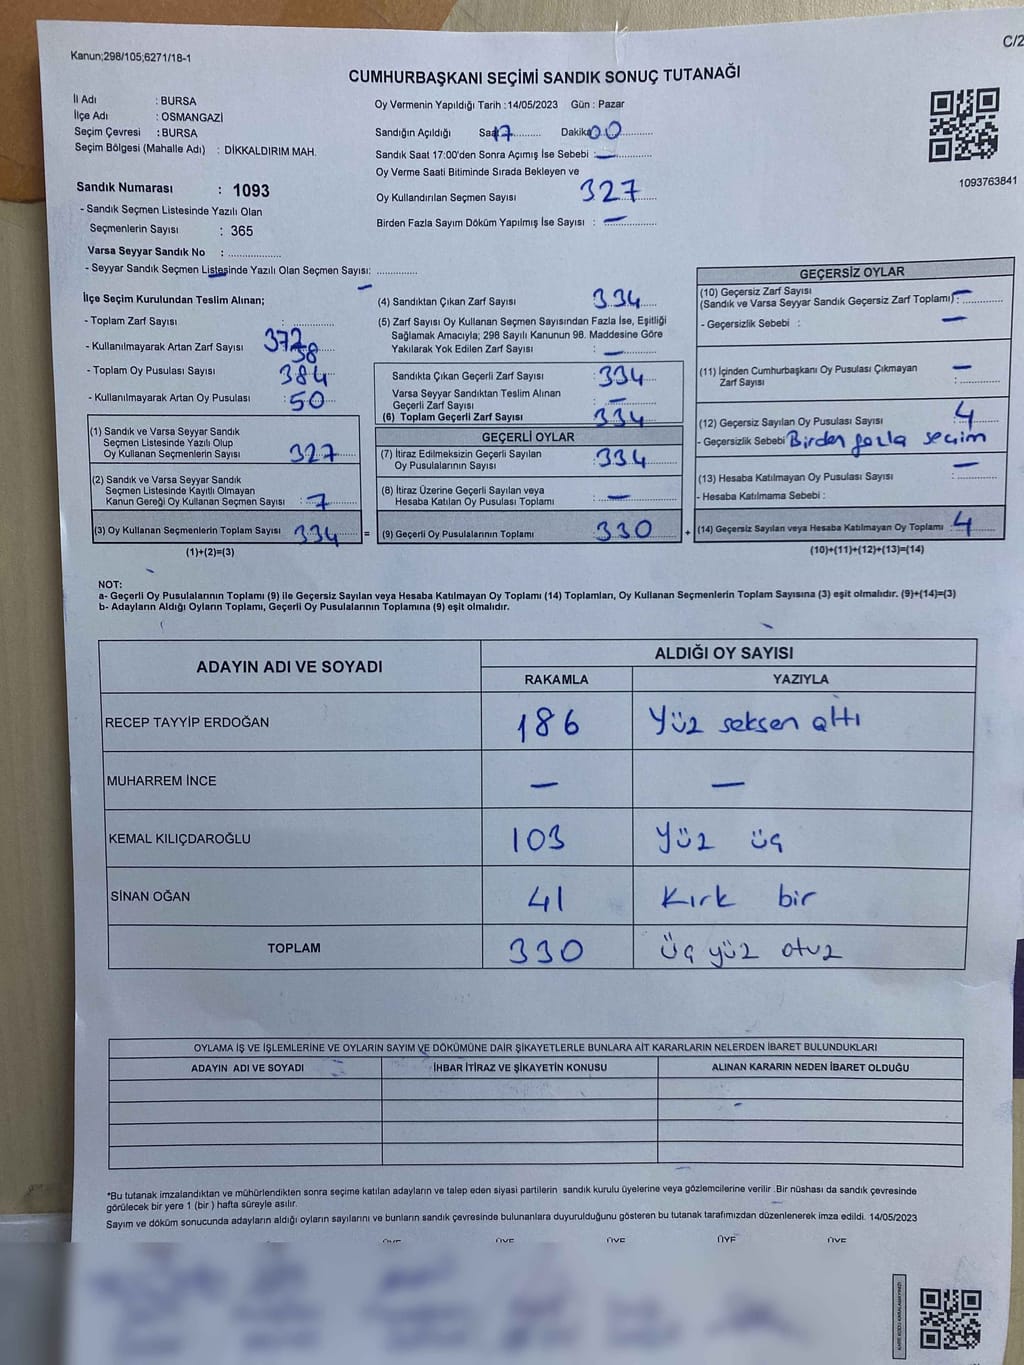 Kanun;298/105;6271/18-1
C/2
CUMHURBAŞKANI SEÇİMİ SANDIK SONUÇ TUTANAĞI
İl Adı : BURSA
İlçe Adı : OSMANGAZİ
Seçim Çevresi : BURSA
Seçim Bölgesi (Mahalle Adı) : DİKKALDIRIM MAH.
Oy Vermenin Yapıldığı Tarih :14/05/2023 Gün : Pazar
Sandığın Açıldığı Saat 17 Dakika 00
Sandık Saat 17:00'den Sonra Açımış İse Sebebi : —
Oy Verme Saati Bitiminde Sırada Bekleyen ve
Oy Kullandırılan Seçmen Sayısı 327
Birden Fazla Sayım Döküm Yapılmış İse Sayısı : —
1093763841
Sandık Numarası : 1093
- Sandık Seçmen Listesinde Yazılı Olan
Seçmenlerin Sayısı : 365
Varsa Seyyar Sandık No :
- Seyyar Sandık Seçmen Listesinde Yazılı Olan Seçmen Sayısı:
İlçe Seçim Kurulundan Teslim Alınan;
- Toplam Zarf Sayısı : 372
- Kullanılmayarak Artan Zarf Sayısı 38
- Toplam Oy Pusulası Sayısı 384
- Kullanılmayarak Artan Oy Pusulası : 50
(1) Sandık ve Varsa Seyyar Sandık
Seçmen Listesinde Yazılı Olup
Oy Kullanan Seçmenlerin Sayısı 327
(2) Sandık ve Varsa Seyyar Sandık
Seçmen Listesinde Kayıtlı Olmayan
Kanun Gereği Oy Kullanan Seçmen Sayısı : 7
(3) Oy Kullanan Seçmenlerin Toplam Sayısı 334 =
(1)+(2)=(3)
(4) Sandıktan Çıkan Zarf Sayısı 334
(5) Zarf Sayısı Oy Kullanan Seçmen Sayısından Fazla İse, Eşitliği
Sağlamak Amacıyla; 298 Sayılı Kanunun 98. Maddesine Göre
Yakılarak Yok Edilen Zarf Sayısı : —
Sandıkta Çıkan Geçerli Zarf Sayısı : 334
Varsa Seyyar Sandıktan Teslim Alınan
Geçerli Zarf Sayısı : —
(6) Toplam Geçerli Zarf Sayısı 334
GEÇERLİ OYLAR
(7) İtiraz Edilmeksizin Geçerli Sayılan
Oy Pusulalarının Sayısı : 334
(8) İtiraz Üzerine Geçerli Sayılan veya
Hesaba Katılan Oy Pusulası Toplamı : —
(9) Geçerli Oy Pusulalarının Toplamı 330 +
GEÇERSİZ OYLAR
(10) Geçersiz Zarf Sayısı
(Sandık ve Varsa Seyyar Sandık Geçersiz Zarf Toplamı) : —
- Geçersizlik Sebebi : —
(11) İçinden Cumhurbaşkanı Oy Pusulası Çıkmayan
Zarf Sayısı : —
(12) Geçersiz Sayılan Oy Pusulası Sayısı : 4
- Geçersizlik Sebebi Birden fazla seçim
(13) Hesaba Katılmayan Oy Pusulası Sayısı : —
- Hesaba Katılmama Sebebi :
(14) Geçersiz Sayılan veya Hesaba Katılmayan Oy Toplamı : 4
(10)+(11)+(12)+(13)=(14)
NOT:
a- Geçerli Oy Pusulalarının Toplamı (9) ile Geçersiz Sayılan veya Hesaba Katılmayan Oy Toplamı (14) Toplamları, Oy Kullanan Seçmenlerin Toplam Sayısına (3) eşit olmalıdır. (9)+(14)=(3)
b- Adayların Aldığı Oyların Toplamı, Geçerli Oy Pusulalarının Toplamına (9) eşit olmalıdır.
ADAYIN ADI VE SOYADI ALDIĞI OY SAYISI
RAKAMLA YAZIYLA
RECEP TAYYİP ERDOĞAN 186 Yüz seksen altı
MUHARREM İNCE — —
KEMAL KILIÇDAROĞLU 103 Yüz üç
SİNAN OĞAN 41 Kırk bir
TOPLAM 330 Üç yüz otuz
OYLAMA İŞ VE İŞLEMLERİNE VE OYLARIN SAYIM VE DÖKÜMÜNE DAİR ŞİKAYETLERLE BUNLARA AİT KARARLARIN NELERDEN İBARET BULUNDUKLARI
ADAYIN ADI VE SOYADI İHBAR İTİRAZ VE ŞİKAYETİN KONUSU ALINAN KARARIN NEDEN İBARET OLDUĞU
*Bu tutanak imzalandıktan ve mühürlendikten sonra seçime katılan adayların ve talep eden siyasi partilerin sandık kurulu üyelerine veya gözlemcilerine verilir .Bir nüshası da sandık çevresinde
görülecek bir yere 1 (bir ) hafta süreyle asılır.
Sayım ve döküm sonucunda adayların aldığı oyların sayılarını ve bunların sandık çevresinde bulunanlara duyurulduğunu gösteren bu tutanak tarafımızdan düzenlenerek imza edildi. 14/05/2023
ÜYE ÜYE ÜYE ÜYE ÜYE